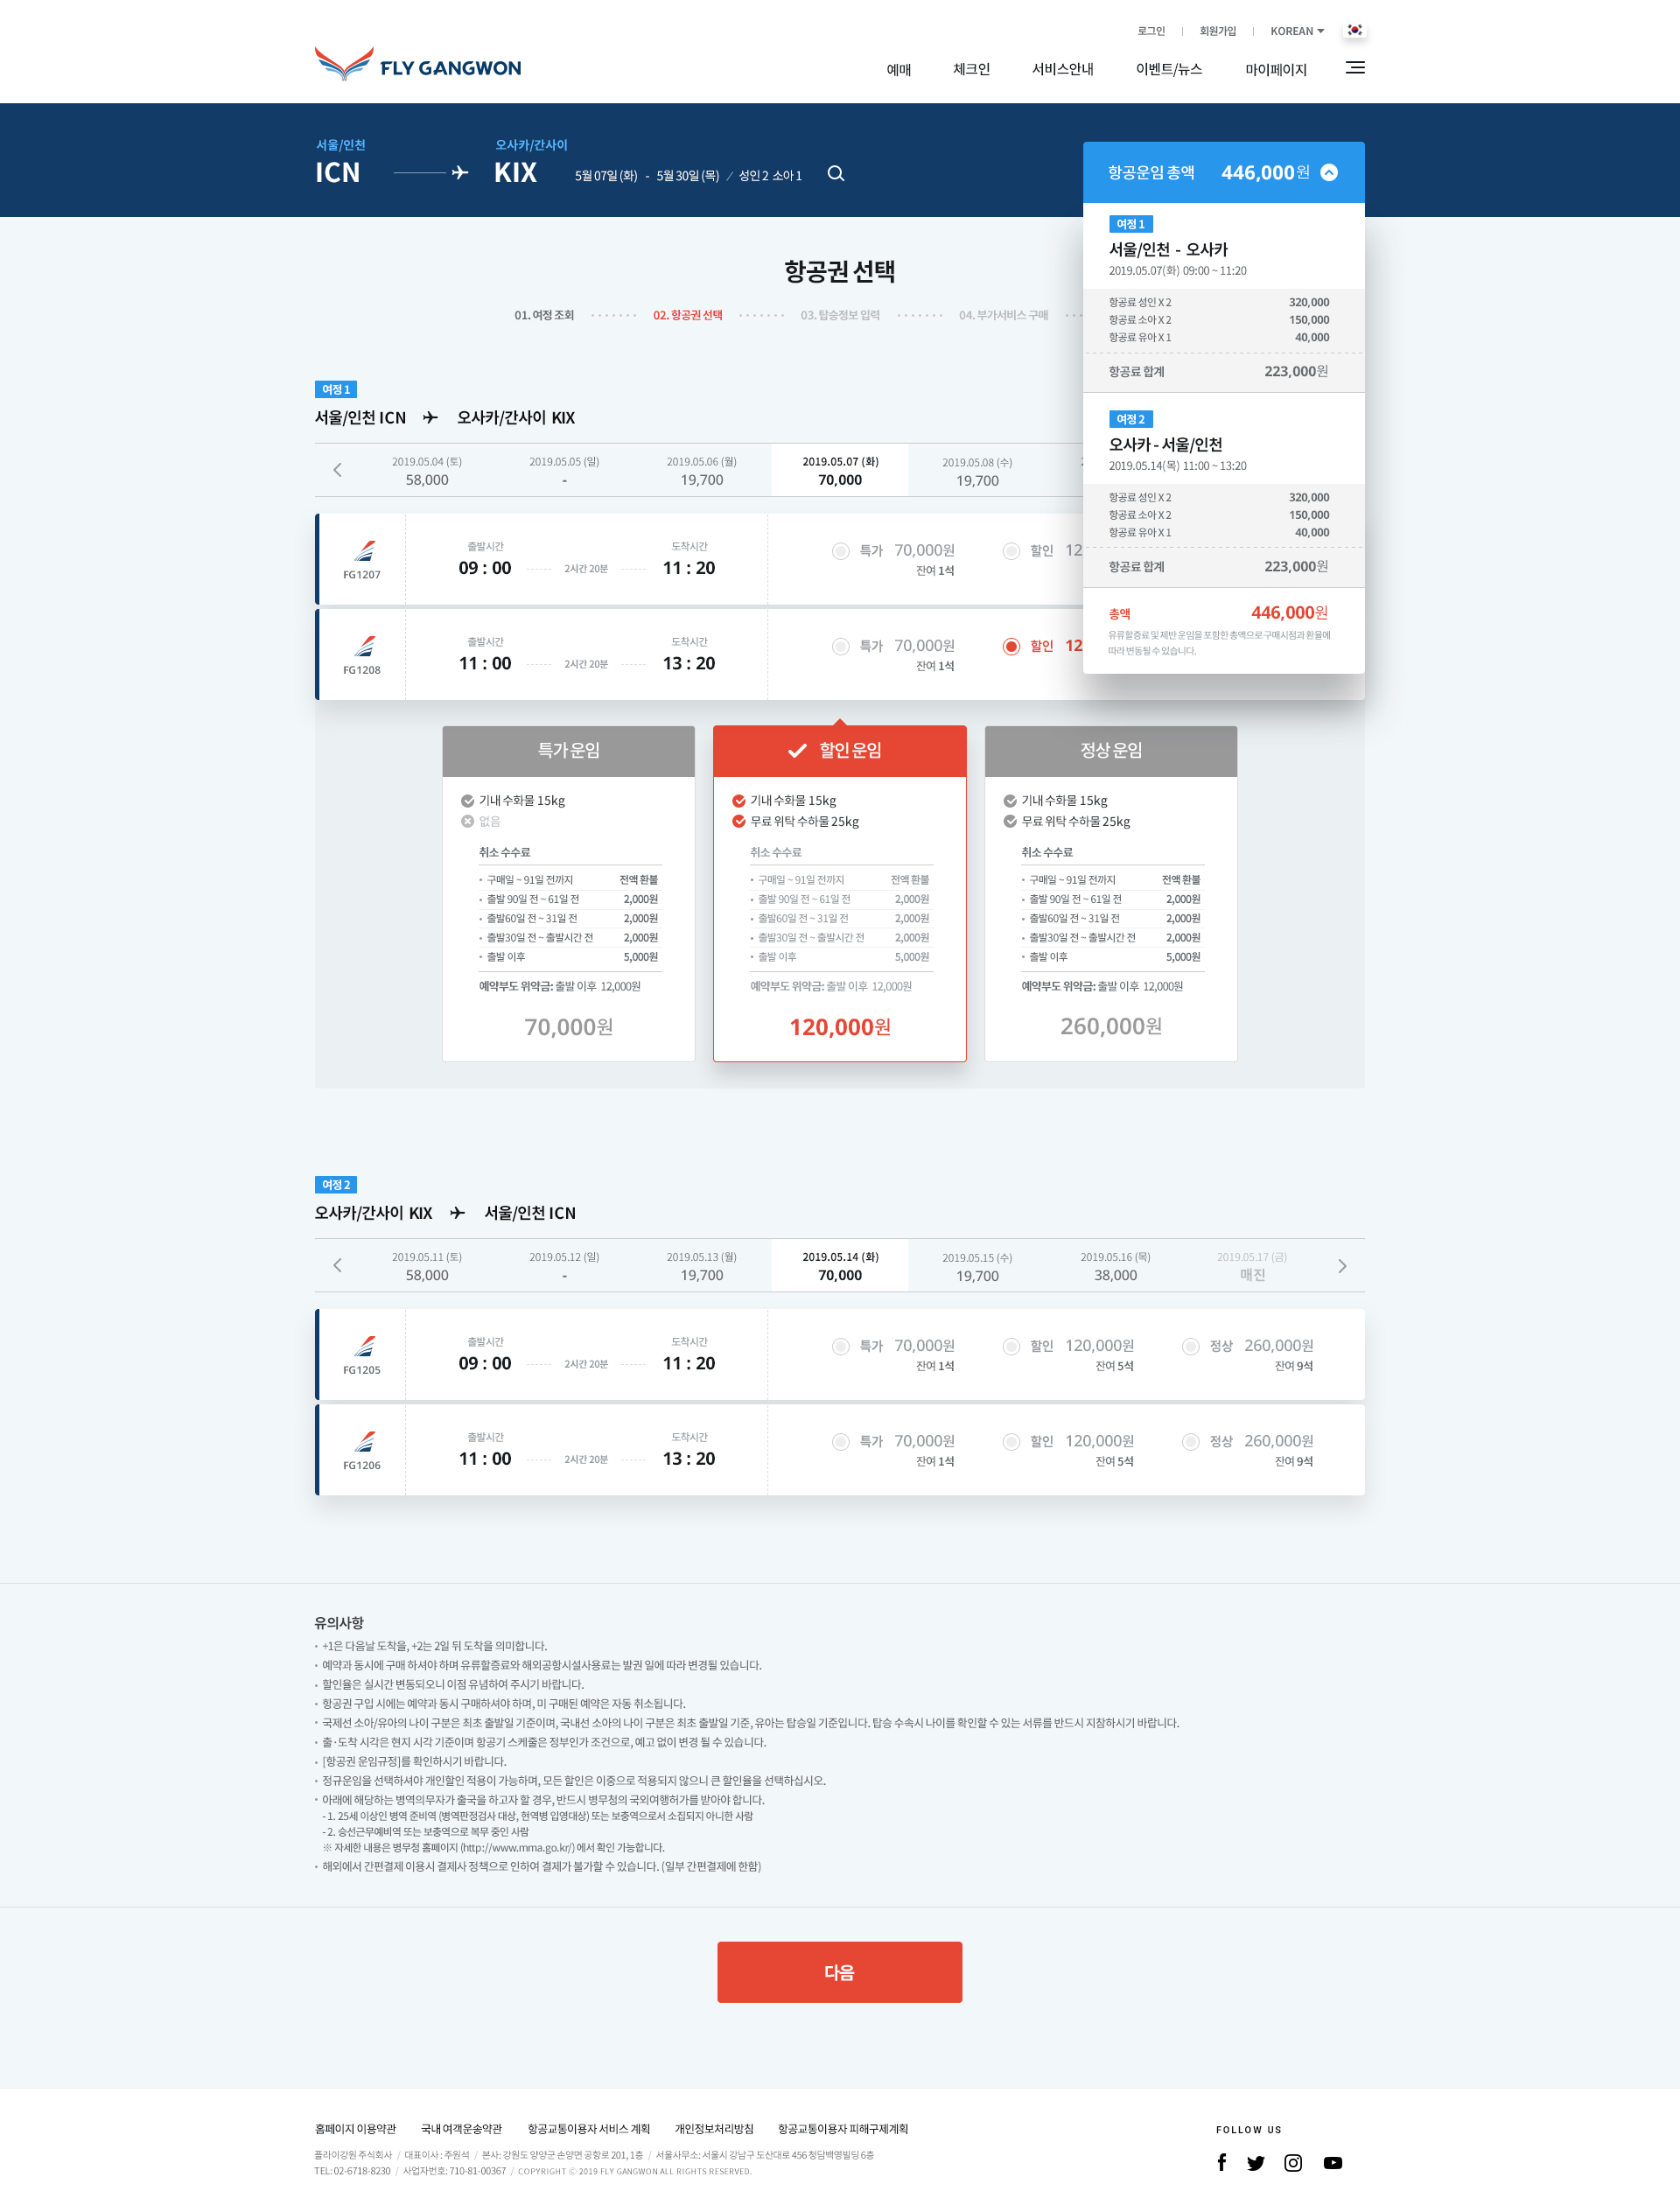 로그인 회원가입 KOREAN
FLY GANGWON 예매 체크인 서비스안내 이벤트/뉴스 마이페이지
서울/인천 오사카/간사이
ICN KIX 5월 07일 (화) - 5월 30일 (목) / 성인 2 소아 1
항공운임 총액 446,000원
여정 1
서울/인천 - 오사카
2019.05.07(화) 09:00 ~ 11:20
항공료 성인 X 2 320,000
항공료 소아 X 2 150,000
항공료 유아 X 1 40,000
항공료 합계 223,000원
여정 2
오사카 - 서울/인천
2019.05.14(목) 11:00 ~ 13:20
항공료 성인 X 2 320,000
항공료 소아 X 2 150,000
항공료 유아 X 1 40,000
항공료 합계 223,000원
총액 446,000원
유류할증료 및 제반 운임을 포함한 총액으로 구매시점과 환율에
따라 변동될 수 있습니다.
항공권 선택
01. 여정 조회 02. 항공권 선택 03. 탑승정보 입력 04. 부가서비스 구매
여정 1
서울/인천 ICN 오사카/간사이 KIX
2019.05.04 (토) 2019.05.05 (일) 2019.05.06 (월) 2019.05.07 (화) 2019.05.08 (수)
58,000 - 19,700 70,000 19,700
출발시간 도착시간
09 : 00 2시간 20분 11 : 20
FG1207
특가 70,000원 할인 12
잔여 1석
출발시간 도착시간
11 : 00 2시간 20분 13 : 20
FG1208
특가 70,000원 할인 12
잔여 1석
특가 운임
기내 수화물 15kg
없음
취소 수수료
구매일 ~ 91일 전까지 전액 환불
출발 90일 전 ~ 61일 전 2,000원
출발60일 전 ~ 31일 전 2,000원
출발30일 전 ~ 출발시간 전 2,000원
출발 이후 5,000원
예약부도 위약금: 출발 이후 12,000원
70,000원
할인 운임
기내 수화물 15kg
무료 위탁 수하물 25kg
취소 수수료
구매일 ~ 91일 전까지 전액 환불
출발 90일 전 ~ 61일 전 2,000원
출발60일 전 ~ 31일 전 2,000원
출발30일 전 ~ 출발시간 전 2,000원
출발 이후 5,000원
예약부도 위약금: 출발 이후 12,000원
120,000원
정상 운임
기내 수화물 15kg
무료 위탁 수하물 25kg
취소 수수료
구매일 ~ 91일 전까지 전액 환불
출발 90일 전 ~ 61일 전 2,000원
출발60일 전 ~ 31일 전 2,000원
출발30일 전 ~ 출발시간 전 2,000원
출발 이후 5,000원
예약부도 위약금: 출발 이후 12,000원
260,000원
여정 2
오사카/간사이 KIX 서울/인천 ICN
2019.05.11 (토) 2019.05.12 (일) 2019.05.13 (월) 2019.05.14 (화) 2019.05.15 (수) 2019.05.16 (목) 2019.05.17 (금)
58,000 - 19,700 70,000 19,700 38,000 매진
출발시간 도착시간
09 : 00 2시간 20분 11 : 20
FG1205
특가 70,000원 할인 120,000원 정상 260,000원
잔여 1석 잔여 5석 잔여 9석
출발시간 도착시간
11 : 00 2시간 20분 13 : 20
FG1206
특가 70,000원 할인 120,000원 정상 260,000원
잔여 1석 잔여 5석 잔여 9석
유의사항
+1은 다음날 도착을, +2는 2일 뒤 도착을 의미합니다.
예약과 동시에 구매 하셔야 하며 유류할증료와 해외공항시설사용료는 발권 일에 따라 변경될 있습니다.
할인율은 실시간 변동되오니 이점 유념하여 주시기 바랍니다.
항공권 구입 시에는 예약과 동시 구매하셔야 하며, 미 구매된 예약은 자동 취소됩니다.
국제선 소아/유아의 나이 구분은 최초 출발일 기준이며, 국내선 소아의 나이 구분은 최초 출발일 기준, 유아는 탑승일 기준입니다. 탑승 수속시 나이를 확인할 수 있는 서류를 반드시 지참하시기 바랍니다.
출·도착 시각은 현지 시각 기준이며 항공기 스케줄은 정부인가 조건으로, 예고 없이 변경 될 수 있습니다.
[항공권 운임규정]를 확인하시기 바랍니다.
정규운임을 선택하셔야 개인할인 적용이 가능하며, 모든 할인은 이중으로 적용되지 않으니 큰 할인율을 선택하십시오.
아래에 해당하는 병역의무자가 출국을 하고자 할 경우, 반드시 병무청의 국외여행허가를 받아야 합니다.
- 1. 25세 이상인 병역 준비역 (병역판정검사 대상, 현역병 입영대상) 또는 보충역으로서 소집되지 아니한 사람
- 2. 승선근무예비역 또는 보충역으로 복무 중인 사람
※ 자세한 내용은 병무청 홈페이지 (http://www.mma.go.kr/) 에서 확인 가능합니다.
해외에서 간편결제 이용시 결제사 정책으로 인하여 결제가 불가할 수 있습니다. (일부 간편결제에 한함)
다음
홈페이지 이용약관 국내 여객운송약관 항공교통이용자 서비스 계획 개인정보처리방침 항공교통이용자 피해구제계획
플라이강원 주식회사 / 대표이사 : 주원석 / 본사: 강원도 양양군 손양면 공항로 201, 1층 / 서울사무소: 서울시 강남구 도산대로 456 청담백영빌딩 6층
TEL: 02-6718-8230 / 사업자번호: 710-81-00367 / COPYRIGHT © 2019 FLY GANGWON ALL RIGHTS RESERVED.
FOLLOW US